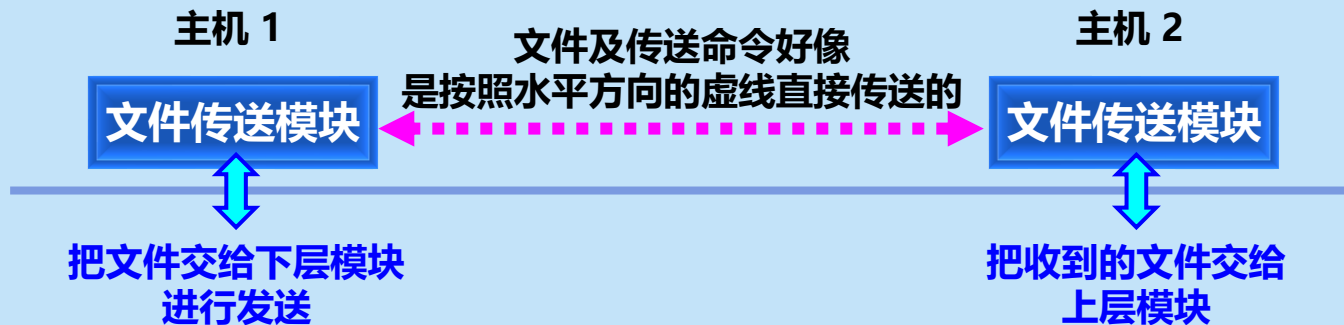 主机 1
文件及传送命令好像
是按照水平方向的虚线直接传送的
主机 2
文件传送模块
文件传送模块
把文件交给下层模块
进行发送
把收到的文件交给
上层模块